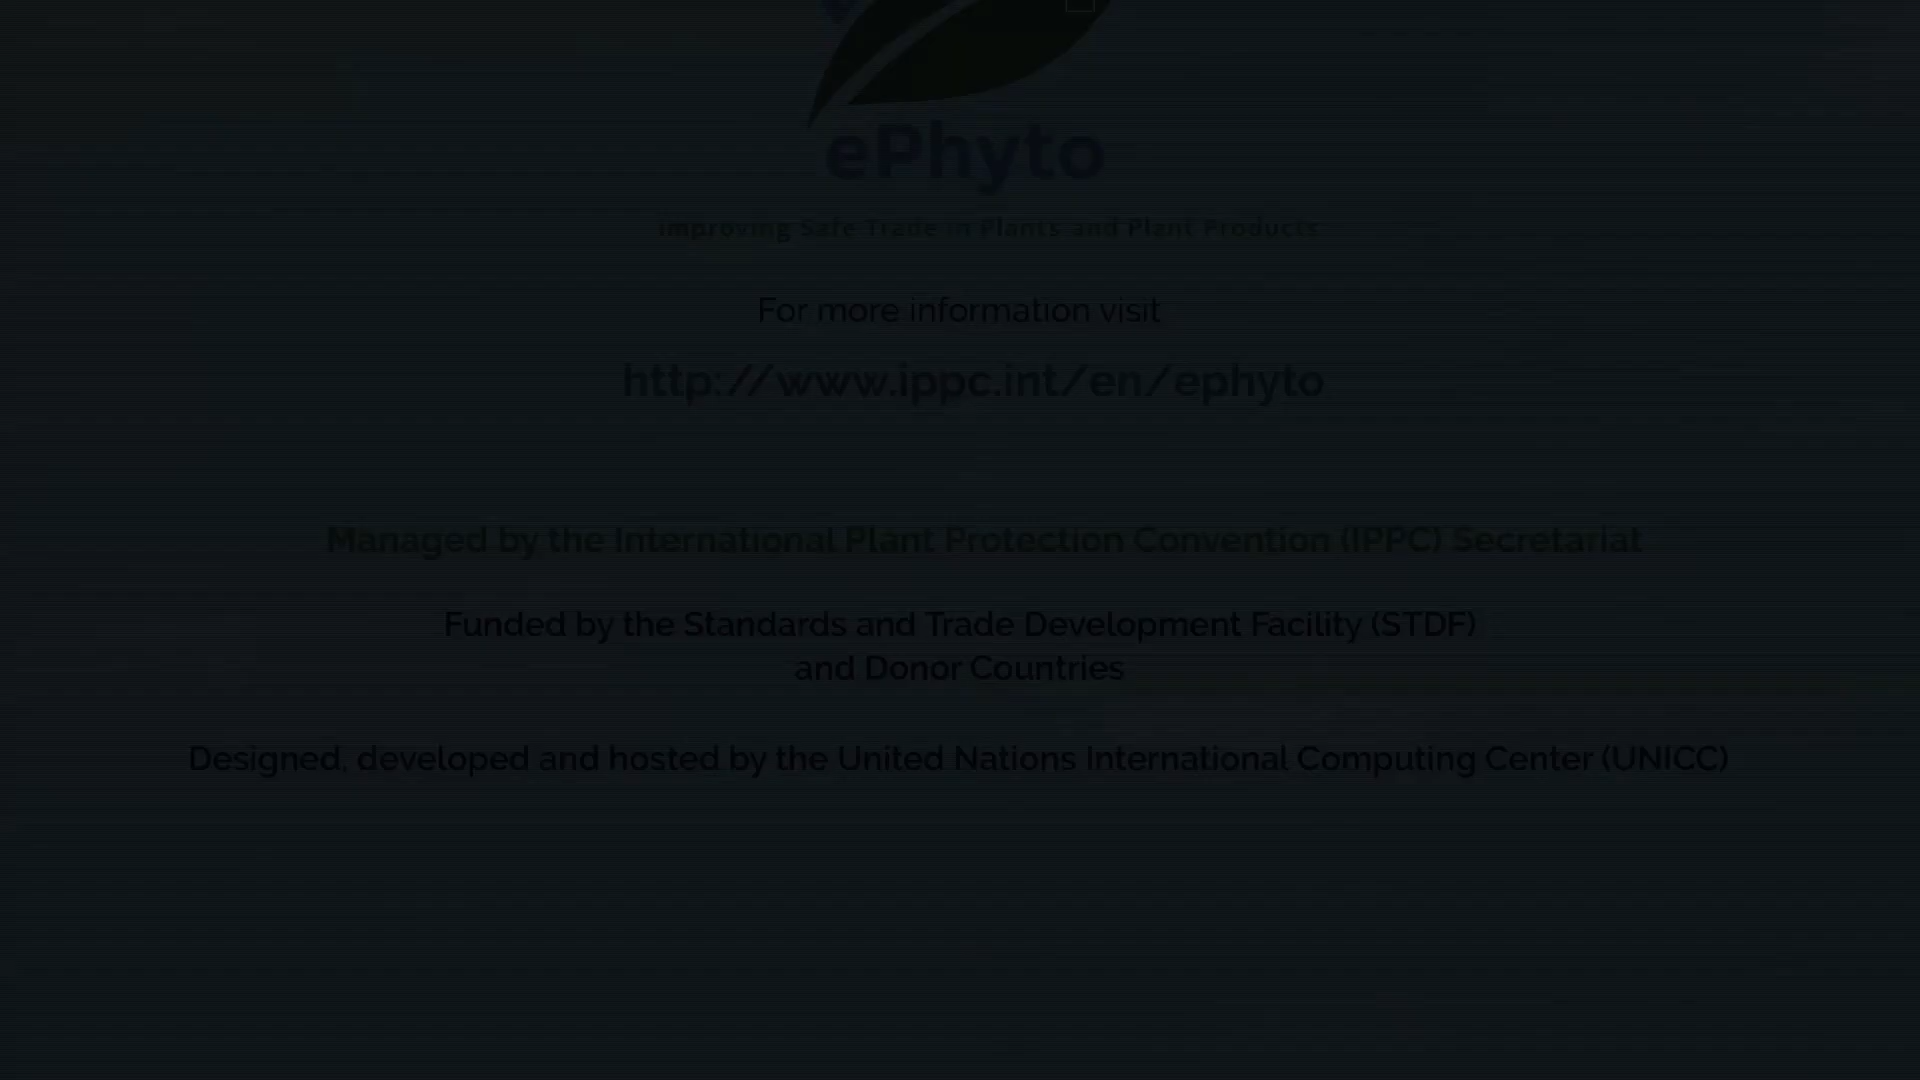 ePhyto
Improving Safe Trade in Plants and Plant Products
For more information visit
http://www.ippc.int/en/ephyto
Managed by the International Plant Protection Convention (IPPC) Secretariat
Funded by the Standards and Trade Development Facility (STDF)
and Donor Countries
Designed, developed and hosted by the United Nations International Computing Center (UNICC)